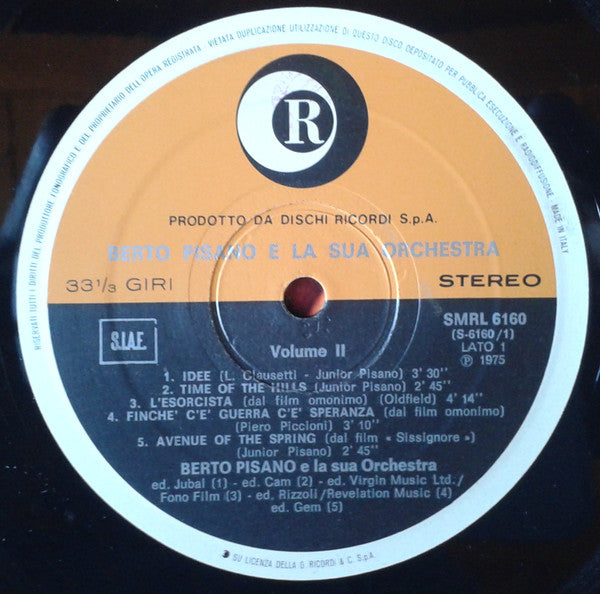 RISERVATI TUTTI I DIRITTI DEL PRODUTTORE FONOGRAFICO E DEL PROPRIETARIO DELL'OPERA REGISTRATA - VIETATA DUPLICAZIONE UTILIZZAZIONE DI QUESTO DISCO DEPOSITATO PER PUBBLICA ESECUZIONE E RADIODIFFUSIONE. MADE IN ITALY
R
PRODOTTO DA DISCHI RICORDI S.p.A.
BERTO PISANO E LA SUA ORCHESTRA
33 1/3 GIRI
STEREO
S.I.A.E.
SMRL 6160
(S-6160/1)
LATO 1
Ⓟ 1975
Volume II
1. IDEE (L. Clausetti - Junior Pisano) 3' 30''
2. TIME OF THE HILLS (Junior Pisano) 2' 45''
3. L'ESORCISTA (dal film omonimo) (Oldfield) 4' 14''
4. FINCHE' C'E' GUERRA C'E' SPERANZA (dal film omonimo)
(Piero Piccioni) 3' 10''
5. AVENUE OF THE SPRING (dal film « Sissignore »)
(Junior Pisano) 2' 45''
BERTO PISANO e la sua Orchestra
ed. Jubal (1) - ed. Cam (2) - ed. Virgin Music Ltd./
Fono Film (3) - ed. Rizzoli/Revelation Music (4)
ed. Gem (5)
SU LICENZA DELLA G. RICORDI & C. S.p.A.